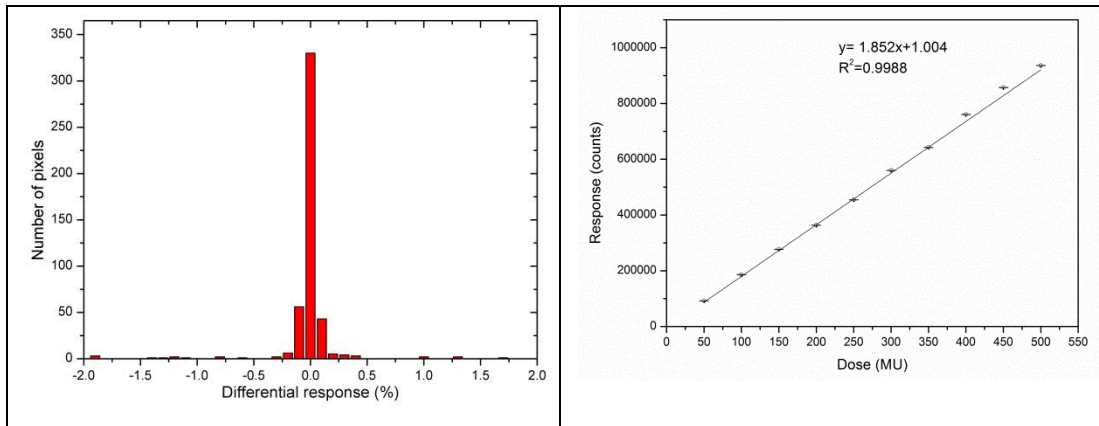 350
300
250
200
150
100
50
0
Number of pixels
-2.0 -1.5 -1.0 -0.5 0.0 0.5 1.0 1.5 2.0
Differential response (%)
y= 1.852x+1.004
R²=0.9988
1000000
800000
600000
400000
200000
0
Response (counts)
0 50 100 150 200 250 300 350 400 450 500 550
Dose (MU)